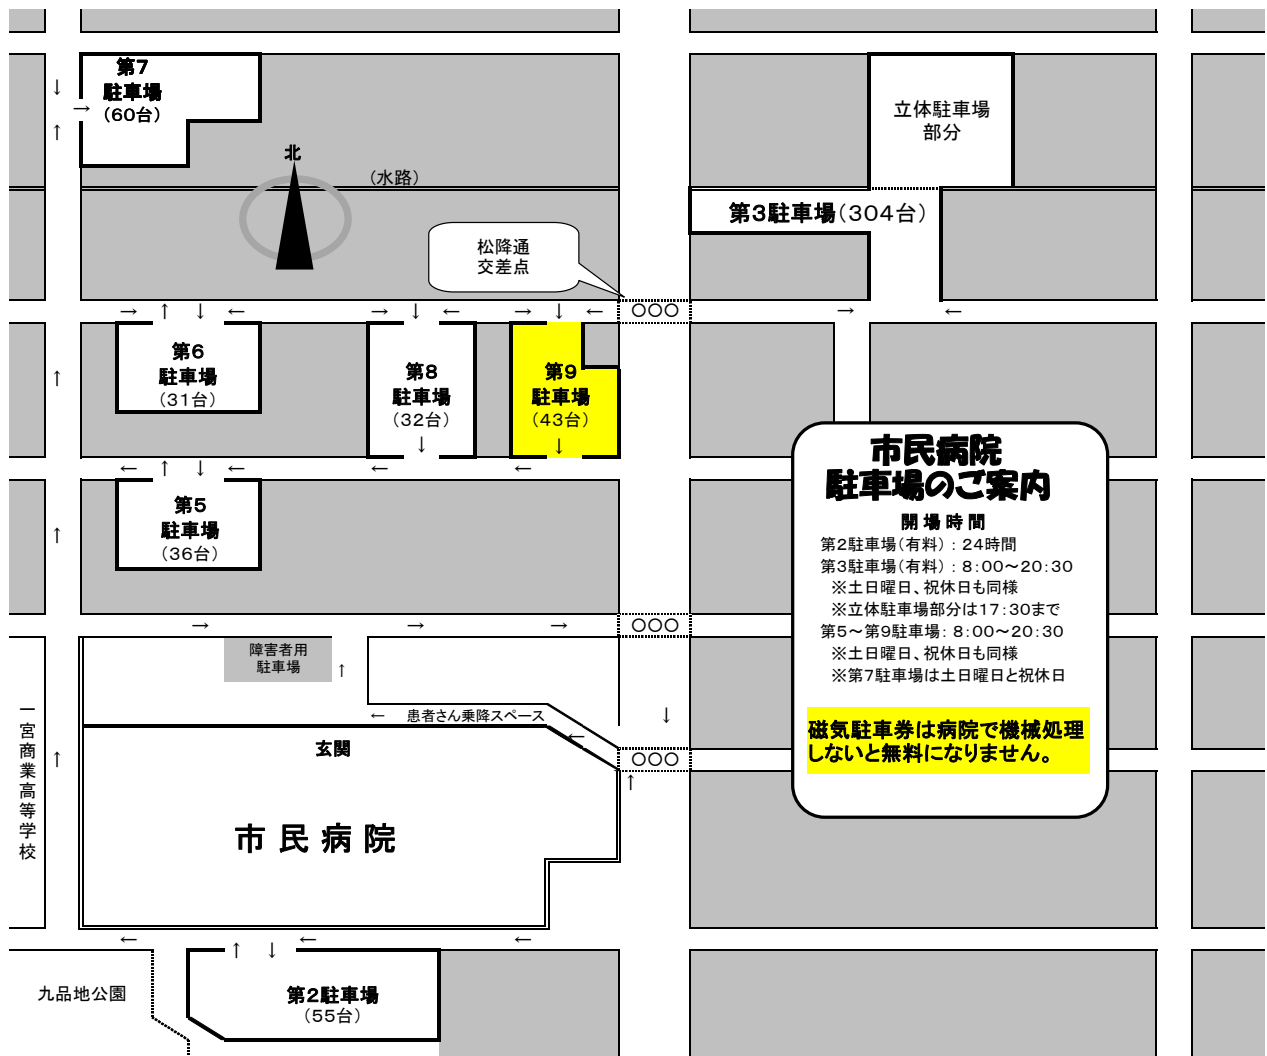 第7
駐車場
(60台)
北
(水路)
立体駐車場
部分
第3駐車場(304台)
松降通
交差点
○○○
→ ↑ ↓ ←
→ ↓ ←
→ ↓ ←
→ ←
第6
駐車場
(31台)
第8
駐車場
(32台)
第9
駐車場
(43台)
← ↑ ↓ ←
←
←
第5
駐車場
(36台)
市民病院
駐車場のご案内
開場時間
第2駐車場(有料):24時間
第3駐車場(有料):8:00~20:30
※土日曜日、祝休日も同様
※立体駐車場部分は17:30まで
第5~第9駐車場:8:00~20:30
※土日曜日、祝休日も同様
※第7駐車場は土日曜日と祝休日
磁気駐車券は病院で機械処理
しないと無料になりません。
○○○
障害者用
駐車場
← 患者さん乗降スペース
玄関
○○○
一宮商業高等学校
市民病院
九品地公園
第2駐車場
(55台)